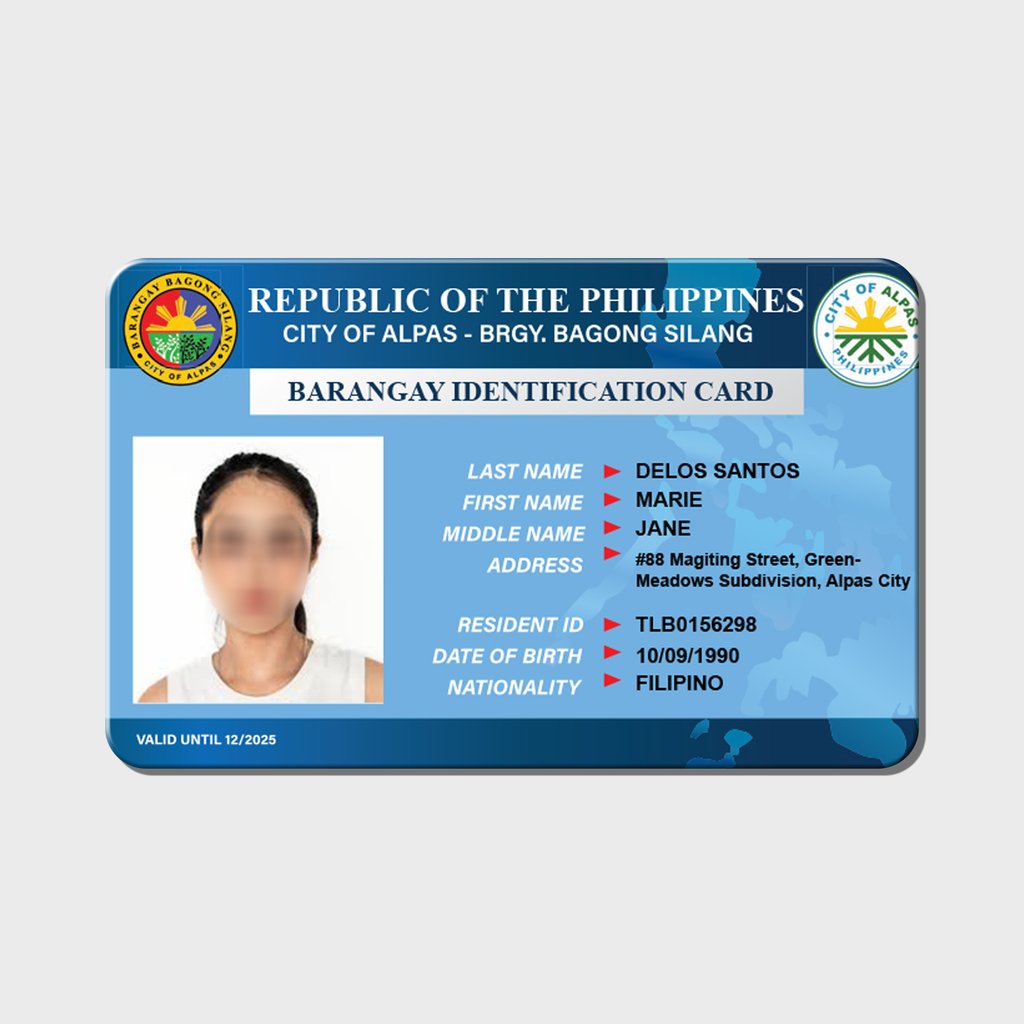 BARANGAY BAGONG SILANG
CITY OF ALPAS
REPUBLIC OF THE PHILIPPINES
CITY OF ALPAS - BRGY. BAGONG SILANG
CITY OF ALPAS
PHILIPPINES
BARANGAY IDENTIFICATION CARD
LAST NAME DELOS SANTOS
FIRST NAME MARIE
MIDDLE NAME JANE
ADDRESS #88 Magiting Street, Green-
Meadows Subdivision, Alpas City
RESIDENT ID TLB0156298
DATE OF BIRTH 10/09/1990
NATIONALITY FILIPINO
VALID UNTIL 12/2025